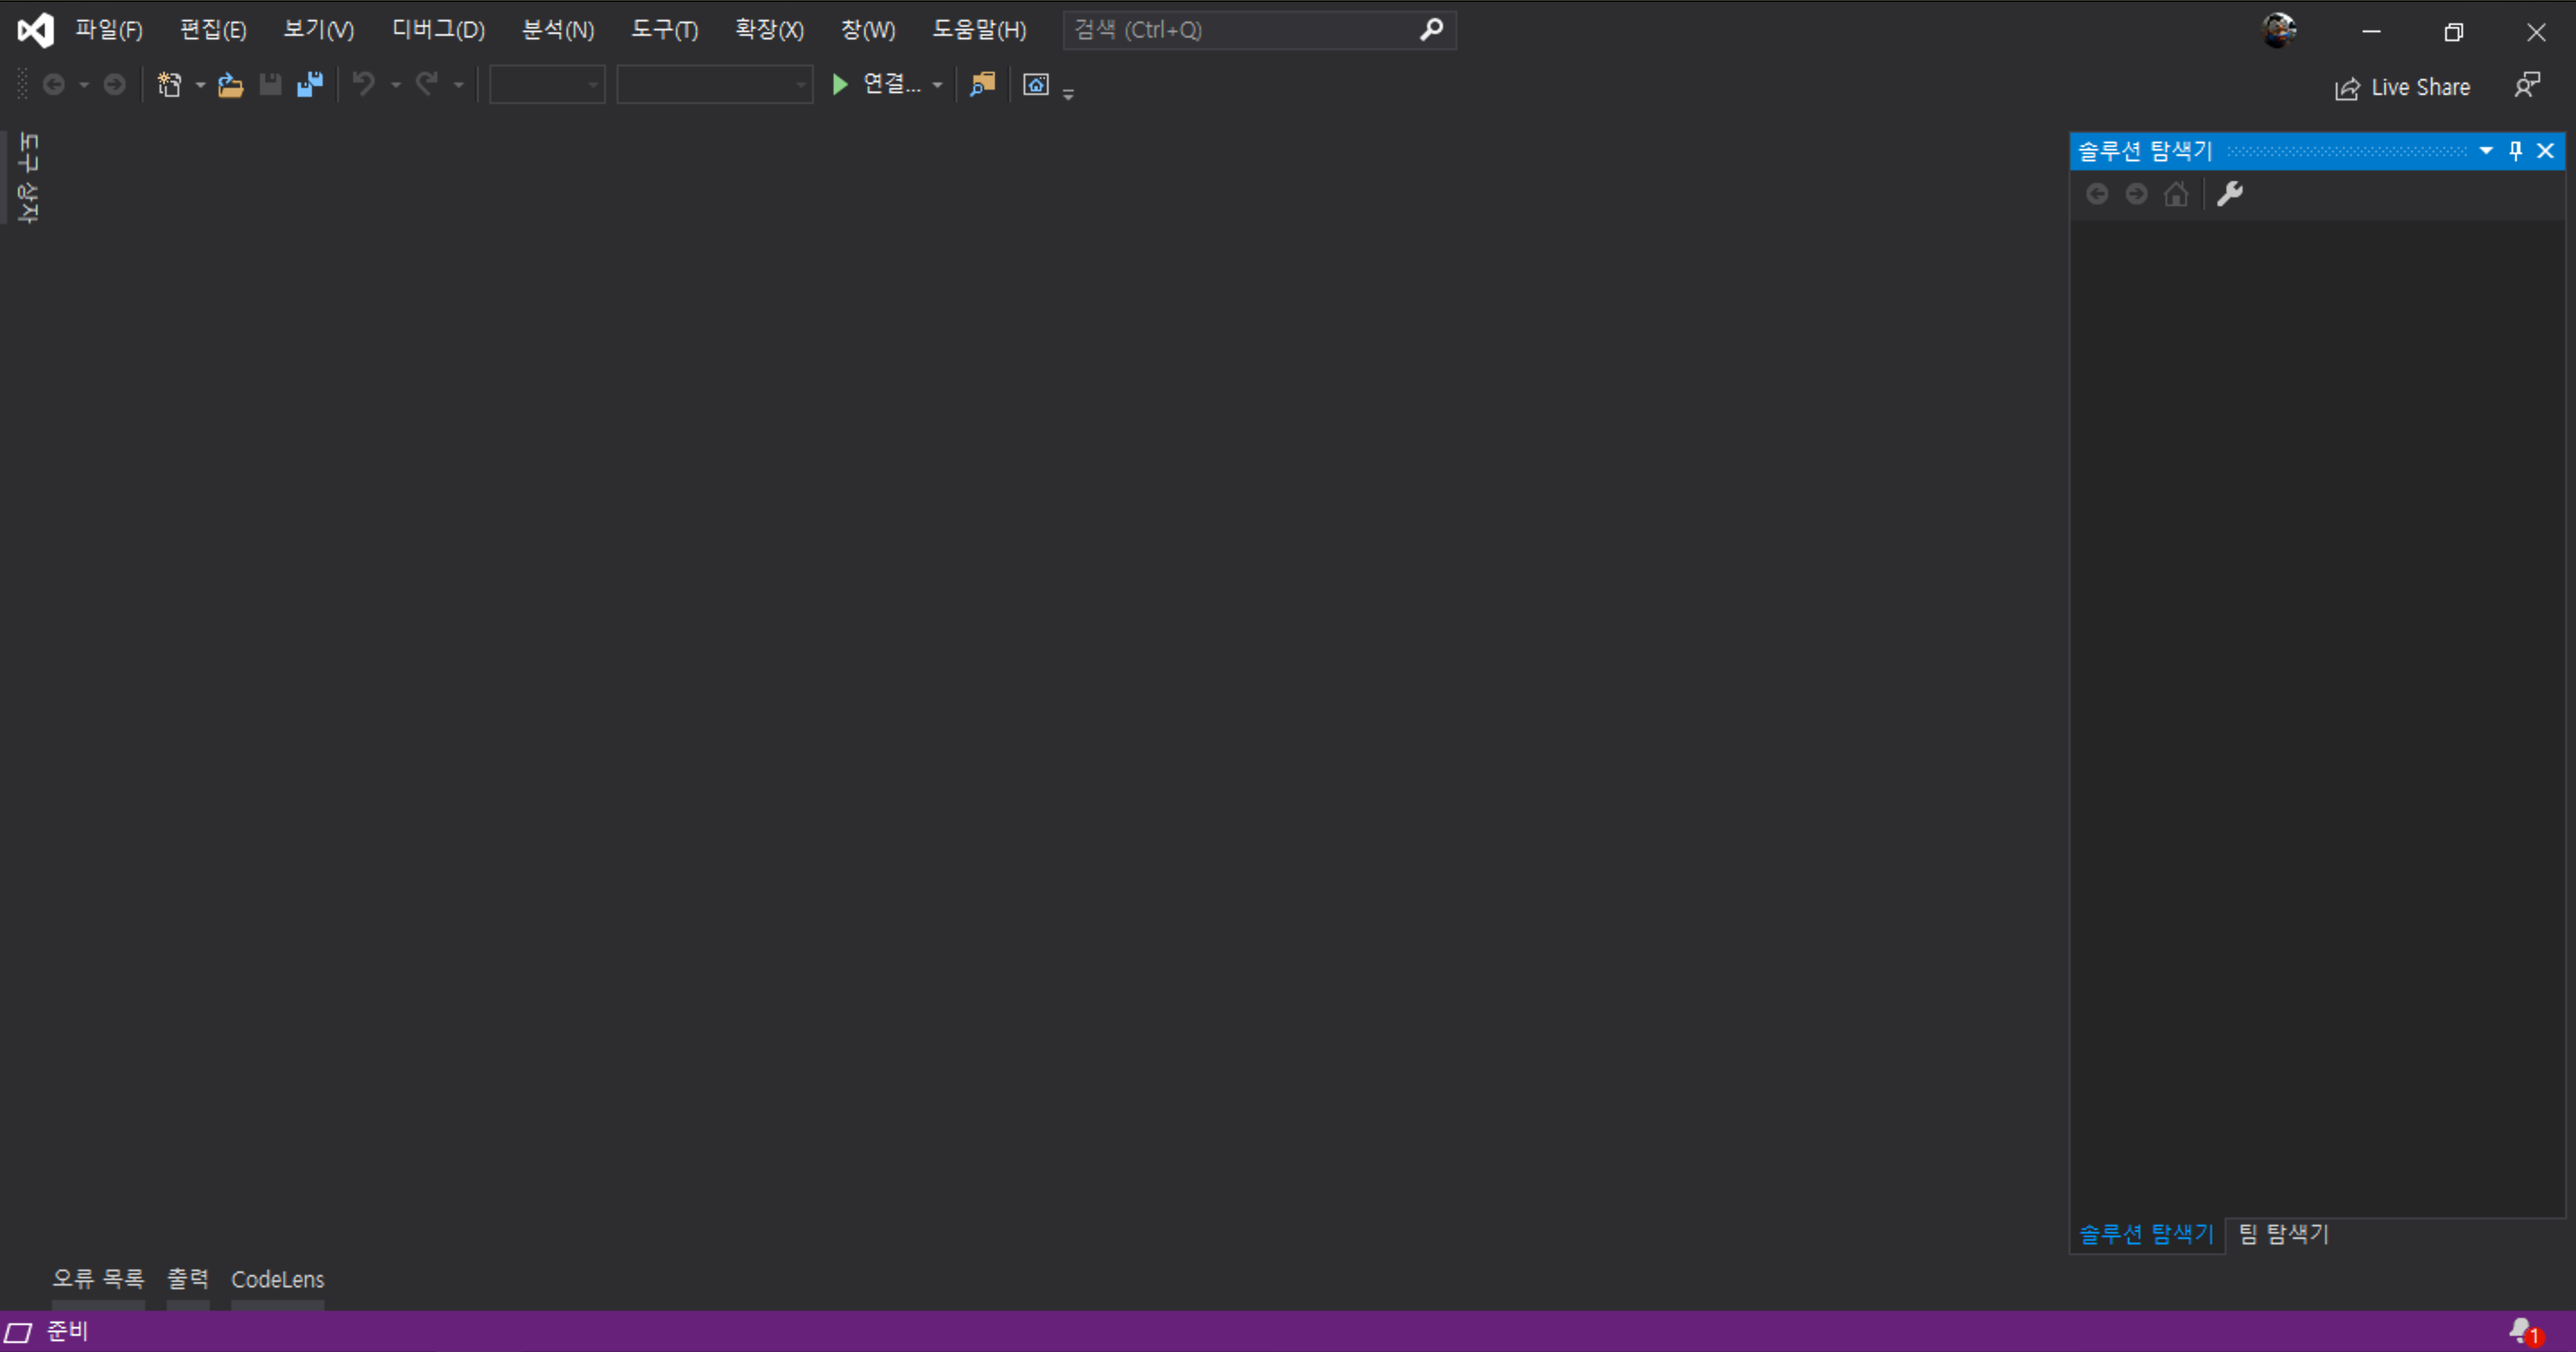 파일(F) 편집(E) 보기(V) 디버그(D) 분석(N) 도구(T) 확장(X) 창(W) 도움말(H) 검색 (Ctrl+Q)
연결... Live Share
도구 상자
솔루션 탐색기
솔루션 탐색기 팀 탐색기
오류 목록 출력 CodeLens
준비 1